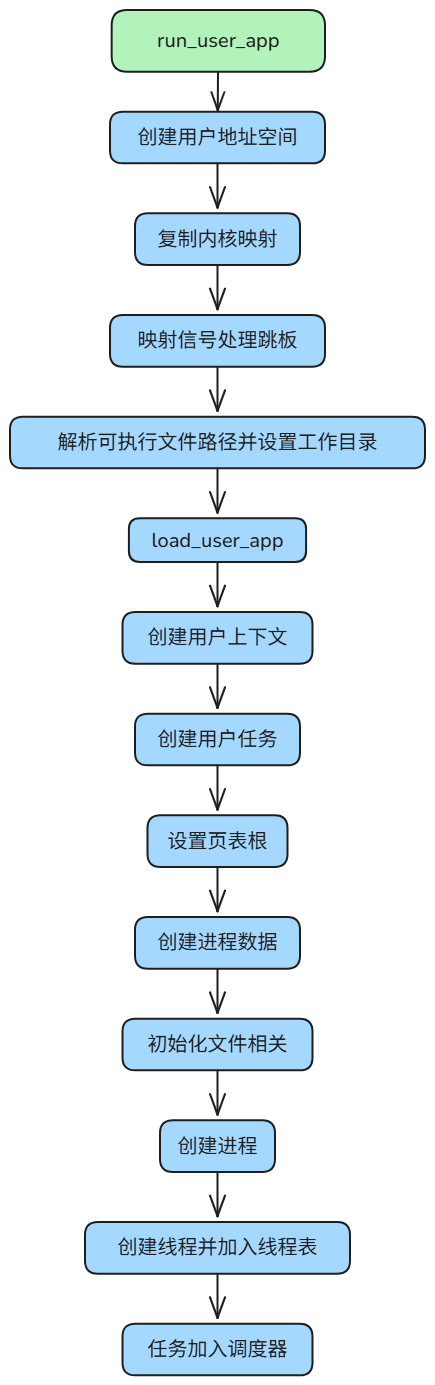 run_user_app
创建用户地址空间
复制内核映射
映射信号处理跳板
解析可执行文件路径并设置工作目录
load_user_app
创建用户上下文
创建用户任务
设置页表根
创建进程数据
初始化文件相关
创建进程
创建线程并加入线程表
任务加入调度器